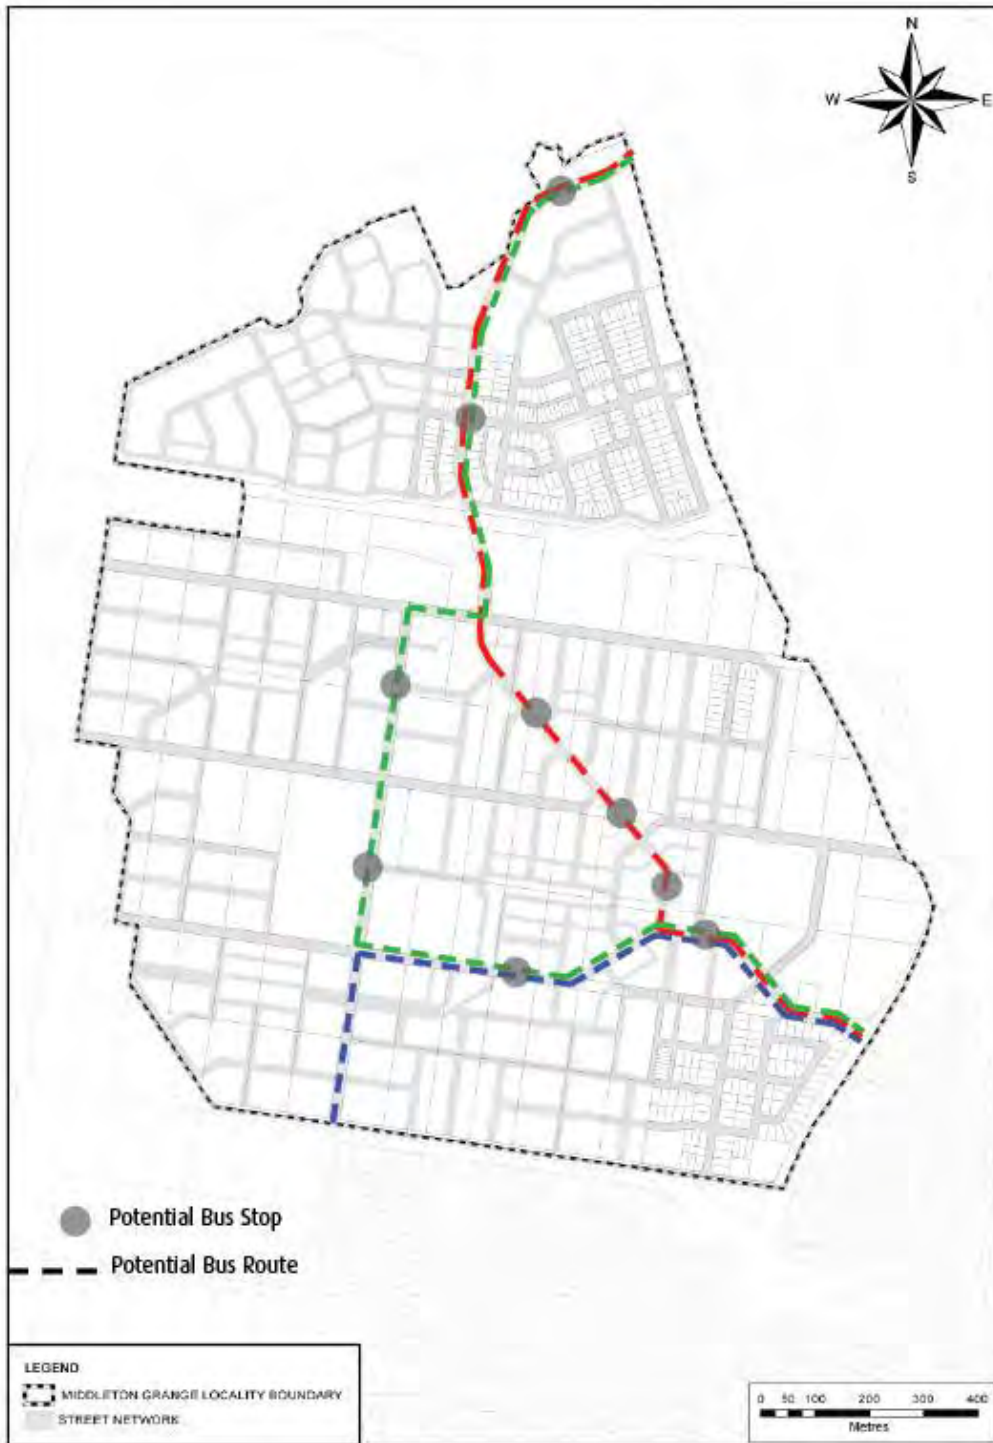 N
W E
S
Potential Bus Stop
Potential Bus Route
LEGEND
MIDDLETON GRANGE LOCALITY BOUNDARY
STREET NETWORK
0 50 100 200 300 400
Metres